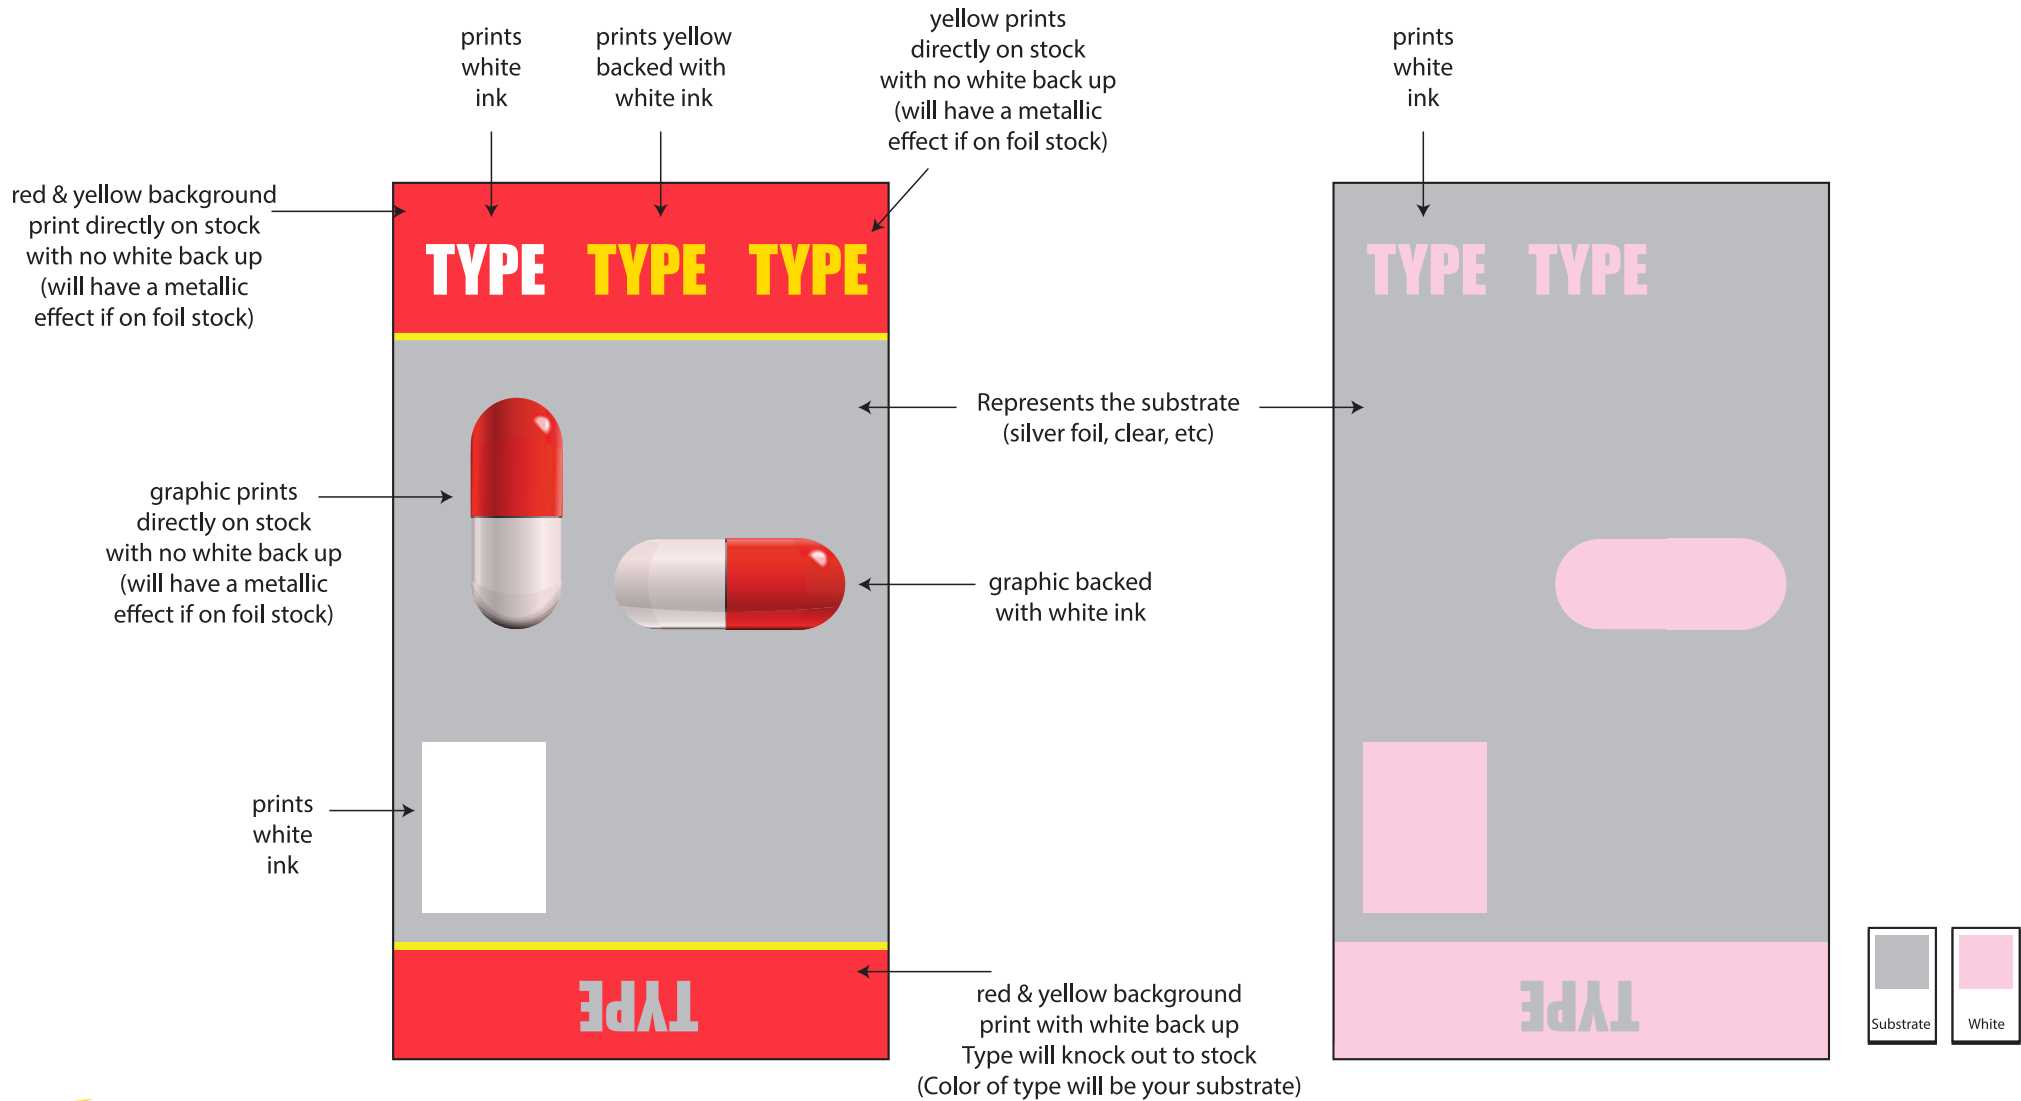 prints
white
ink
prints yellow
backed with
white ink
yellow prints
directly on stock
with no white back up
(will have a metallic
effect if on foil stock)
prints
white
ink
red & yellow background
print directly on stock
with no white back up
(will have a metallic
effect if on foil stock)
TYPE TYPE TYPE
TYPE TYPE
Represents the substrate
(silver foil, clear, etc)
graphic prints
directly on stock
with no white back up
(will have a metallic
effect if on foil stock)
graphic backed
with white ink
prints
white
ink
TYPE
TYPE
red & yellow background
print with white back up
Type will knock out to stock
(Color of type will be your substrate)
Substrate
White